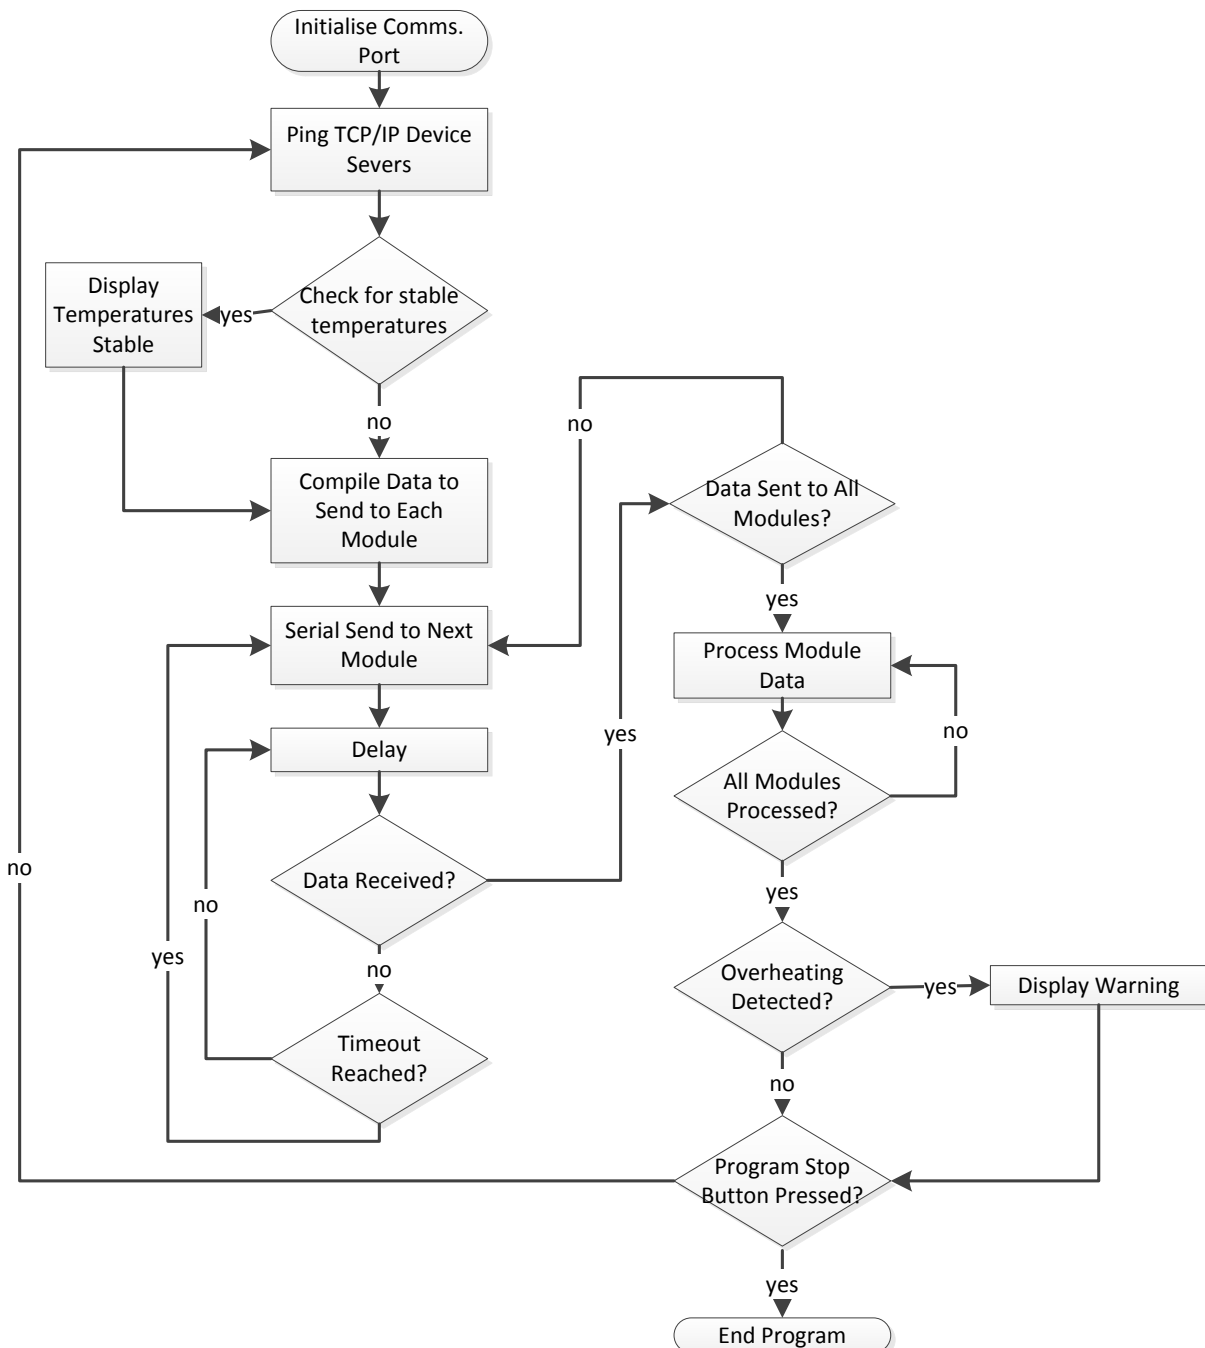 Initialise Comms.
Port
Ping TCP/IP Device
Severs
Check for stable
temperatures
yes
Display
Temperatures
Stable
no
Compile Data to
Send to Each
Module
Serial Send to Next
Module
Delay
Data Received?
no
Timeout
Reached?
no
yes
yes
Data Sent to All
Modules?
no
yes
Process Module
Data
All Modules
Processed?
no
yes
Overheating
Detected?
yes
Display Warning
no
Program Stop
Button Pressed?
no
yes
End Program